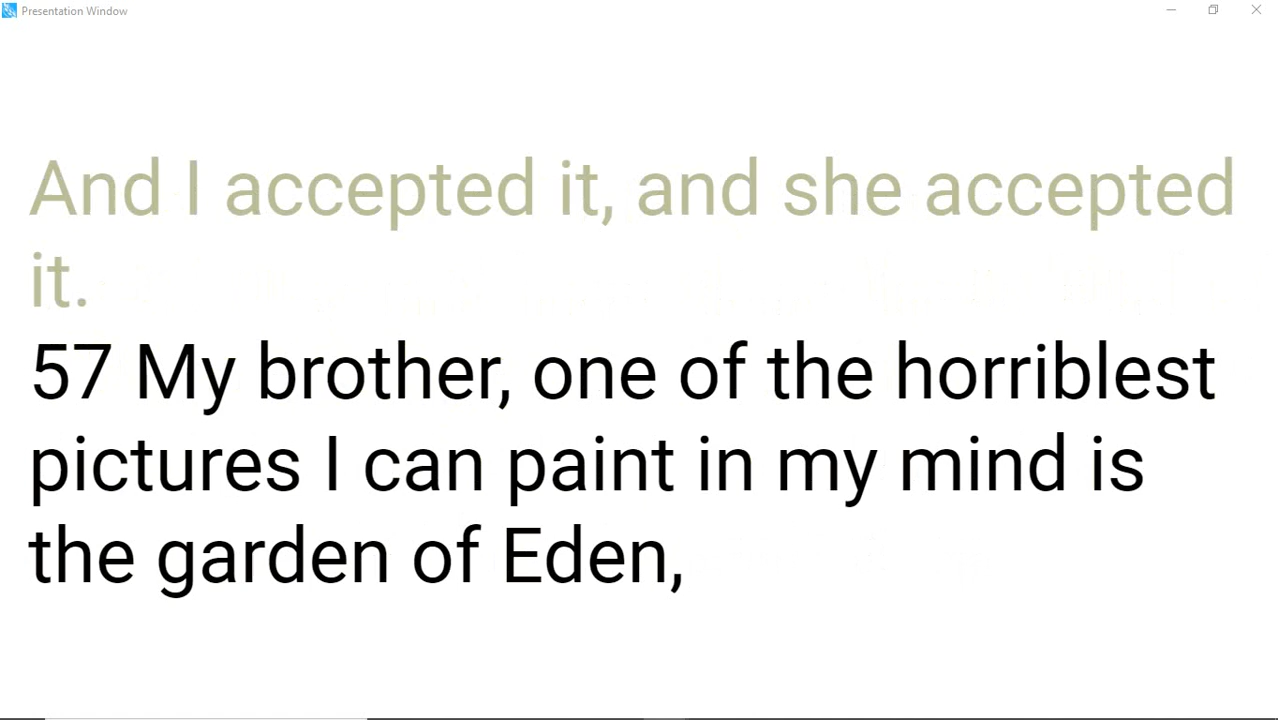 Presentation Window
And I accepted it, and she accepted
it.
57 My brother, one of the horriblest
pictures I can paint in my mind is
the garden of Eden,